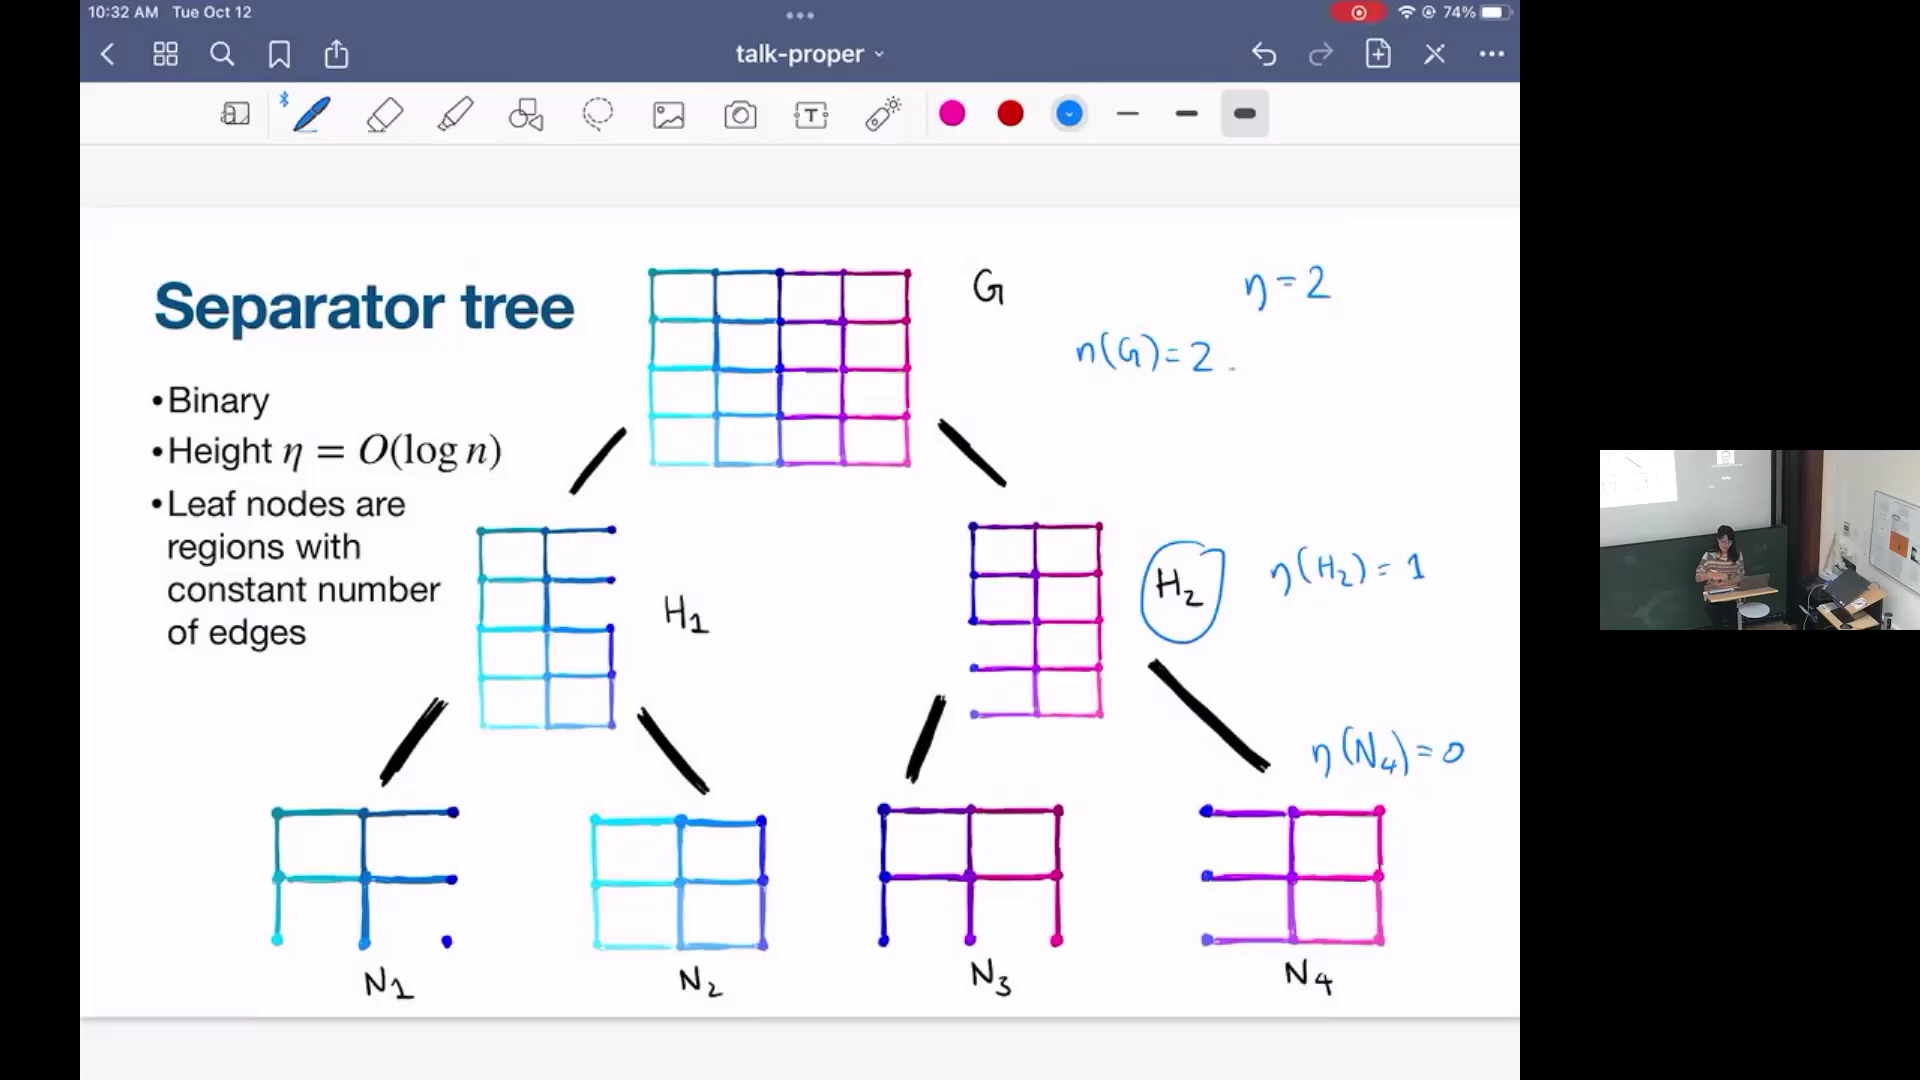 10:32 AM Tue Oct 12
74%
talk-proper
Separator tree
•Binary
•Height η = O(log n)
•Leaf nodes are
regions with
constant number
of edges
G
η = 2
η(G) = 2
H₁
H₂
η(H₂) = 1
η(N₄) = 0
N₁
N₂
N₃
N₄